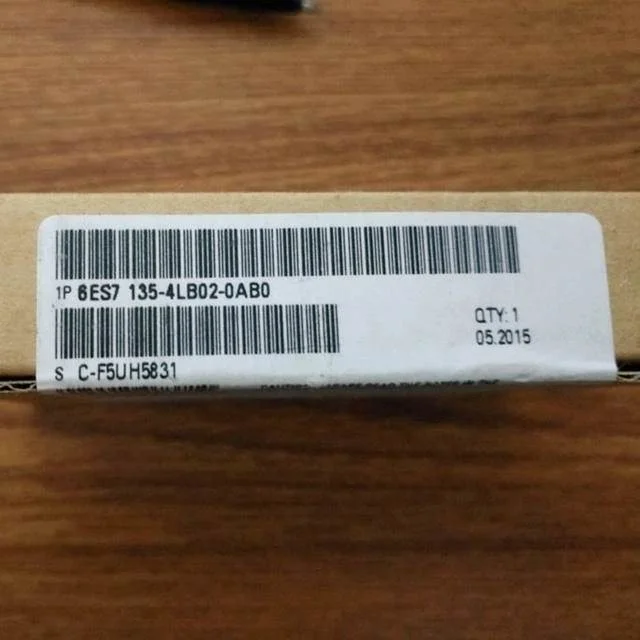 1P 6ES7 135-4LB02-0AB0
QTY: 1
05.2015
S C-F5UH5831